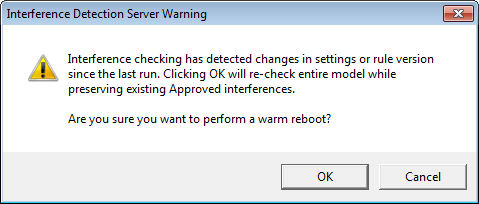 Interference Detection Server Warning
Interference checking has detected changes in settings or rule version
since the last run. Clicking OK will re-check entire model while
preserving existing Approved interferences.
Are you sure you want to perform a warm reboot?
OK
Cancel